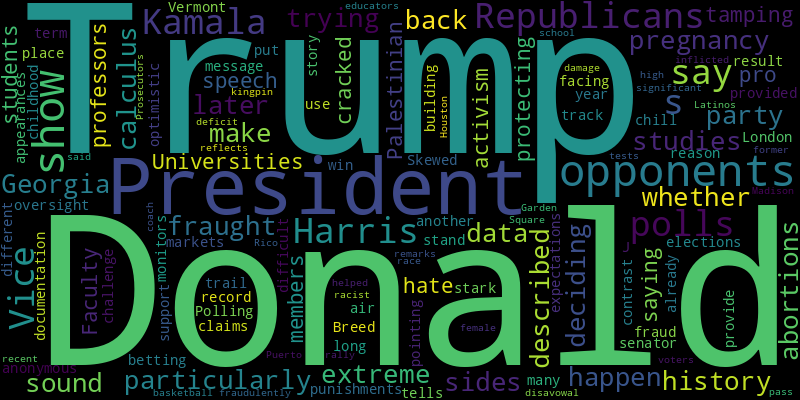 Vermont
educators
term
Kamala
trying
back
Republicans
tamping
students
place
professors
calculus
Trump
put
story
school
pregnancy
appearances
childhood
show
Prosecutors
optimistic
message
speech
kingpin
cracked
Palestinian
building
Houston
activism
protecting
damage
facing
year
track
high
significant
inflicted
say
pro
result
provided
later
use
s
party
chill
Latinos
London
said
deficit
make
reflects
studies
reason
former
tests
Universities
win
Skewed
opponents
Madison
Georgia
President
whether
oversight
coach
Garden
Square
different
fraught
Harris
another
data
polls
markets
Rico
stand
elections
documentation
Vice
Faculty
challenge
monitors
support
trail
record
Polling
claims
difficult
members
remarks
race
helped
racist
air
Breed
long
hate
stark
pointing
female
described
expectations
deciding
contrast
saying
already
fraud
senator
provide
abortions
Donald
recent
anonymous
betting
Puerto
rally
voters
sound
particularly
extreme
sides
happen
history
basketball
fraudulently
punishments
tells
many
disavowal
pass